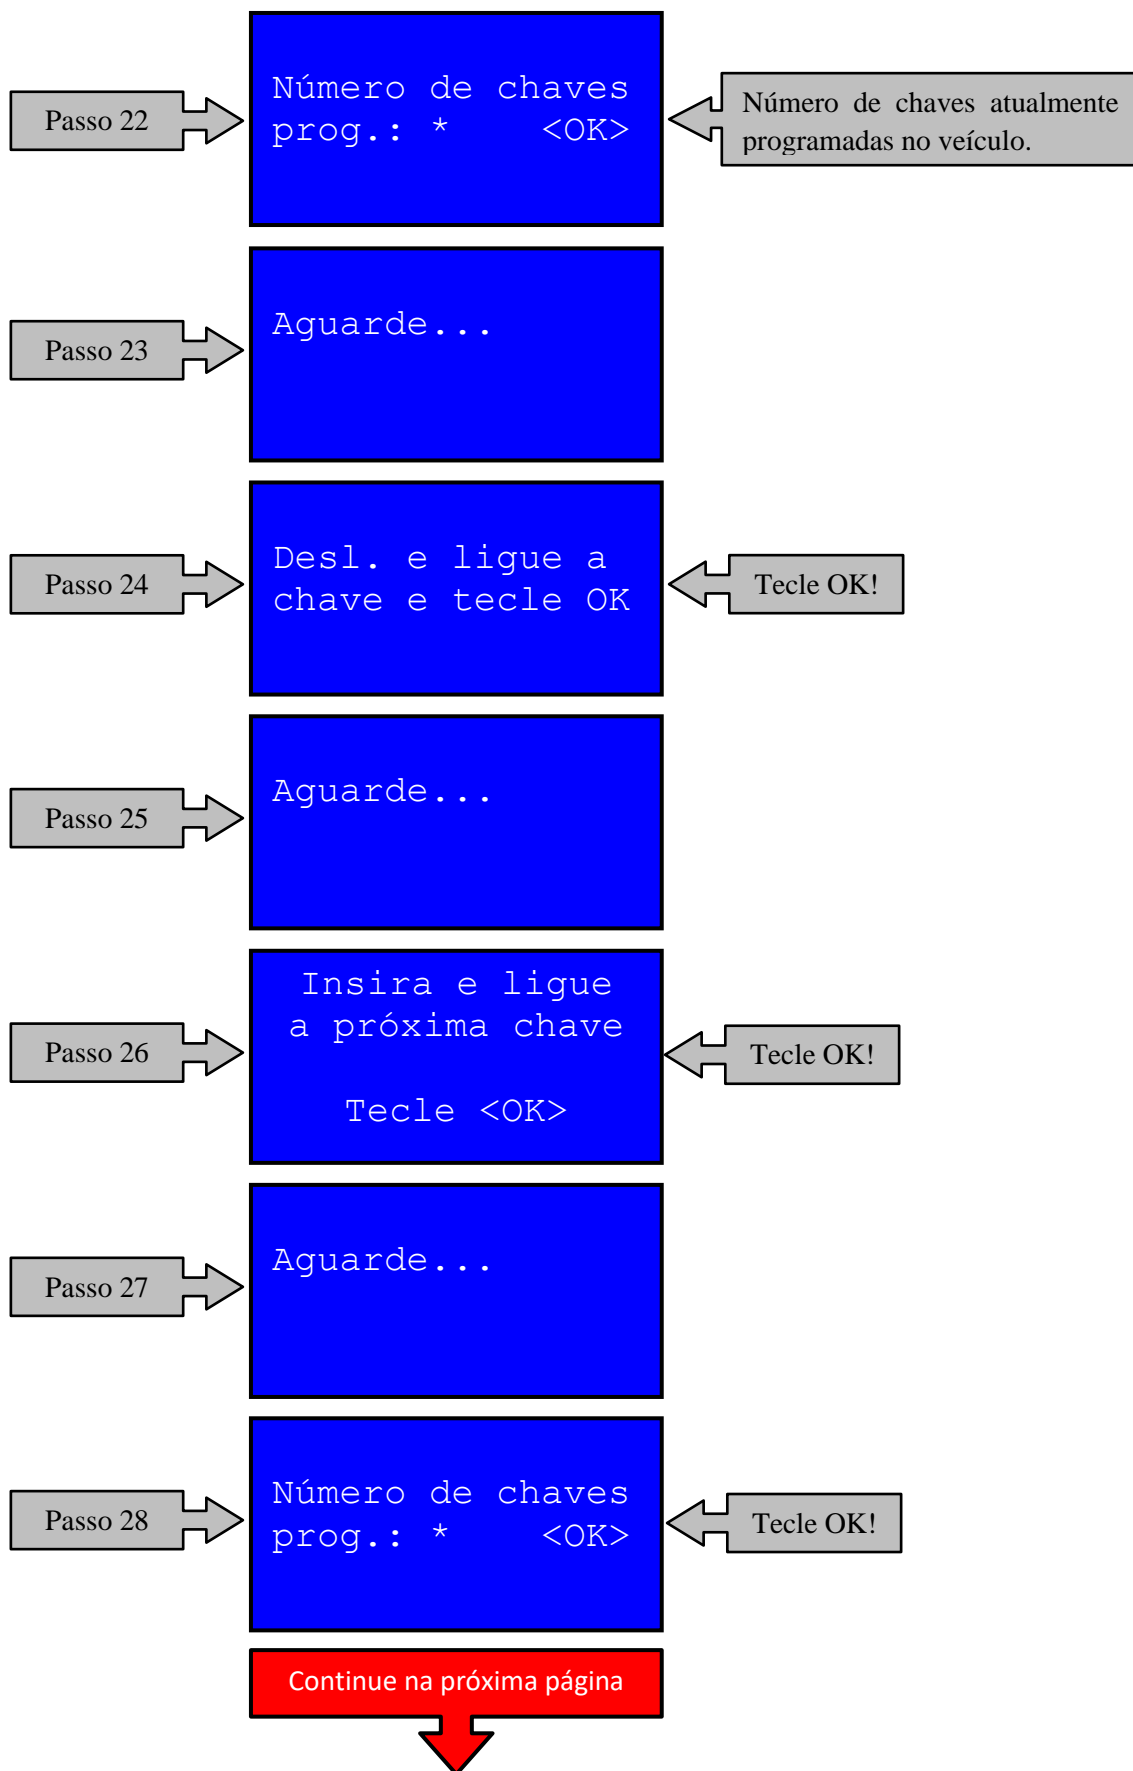 Passo 22
Número de chaves
prog.: * <OK>
Número de chaves atualmente
programadas no veículo.
Passo 23
Aguarde...
Passo 24
Desl. e ligue a
chave e tecle OK
Tecle OK!
Passo 25
Aguarde...
Passo 26
Insira e ligue
a próxima chave
Tecle <OK>
Tecle OK!
Passo 27
Aguarde...
Passo 28
Número de chaves
prog.: * <OK>
Tecle OK!
Continue na próxima página